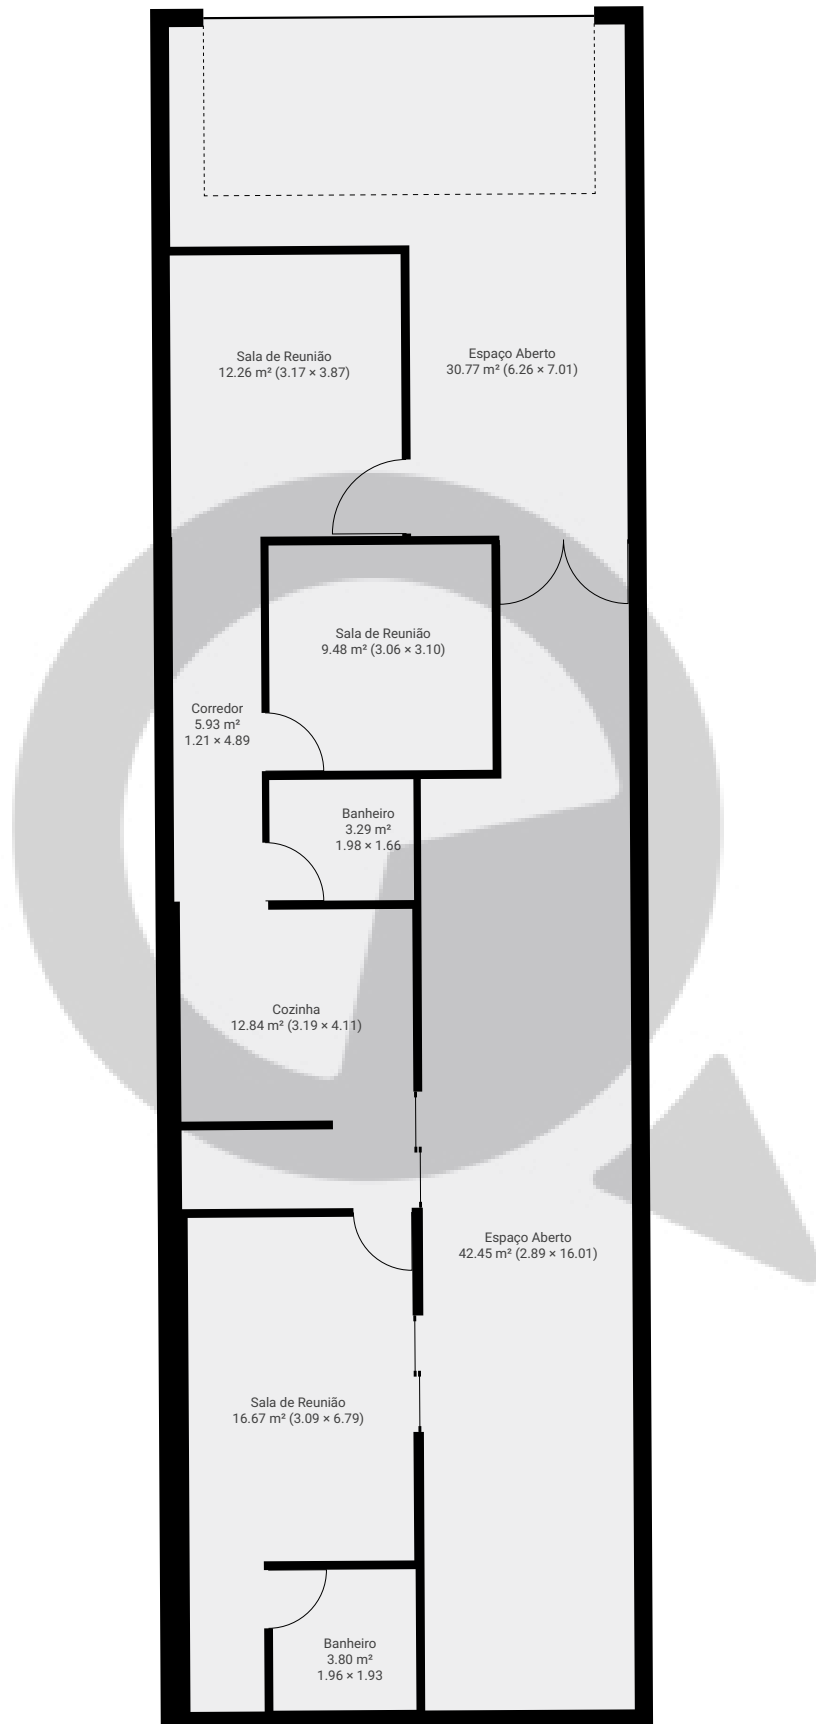 Sala de Reunião
12.26 m² (3.17 × 3.87)
Espaço Aberto
30.77 m² (6.26 × 7.01)
Sala de Reunião
9.48 m² (3.06 × 3.10)
Corredor
5.93 m²
1.21 × 4.89
Banheiro
3.29 m²
1.98 × 1.66
Cozinha
12.84 m² (3.19 × 4.11)
Espaço Aberto
42.45 m² (2.89 × 16.01)
Sala de Reunião
16.67 m² (3.09 × 6.79)
Banheiro
3.80 m²
1.96 × 1.93